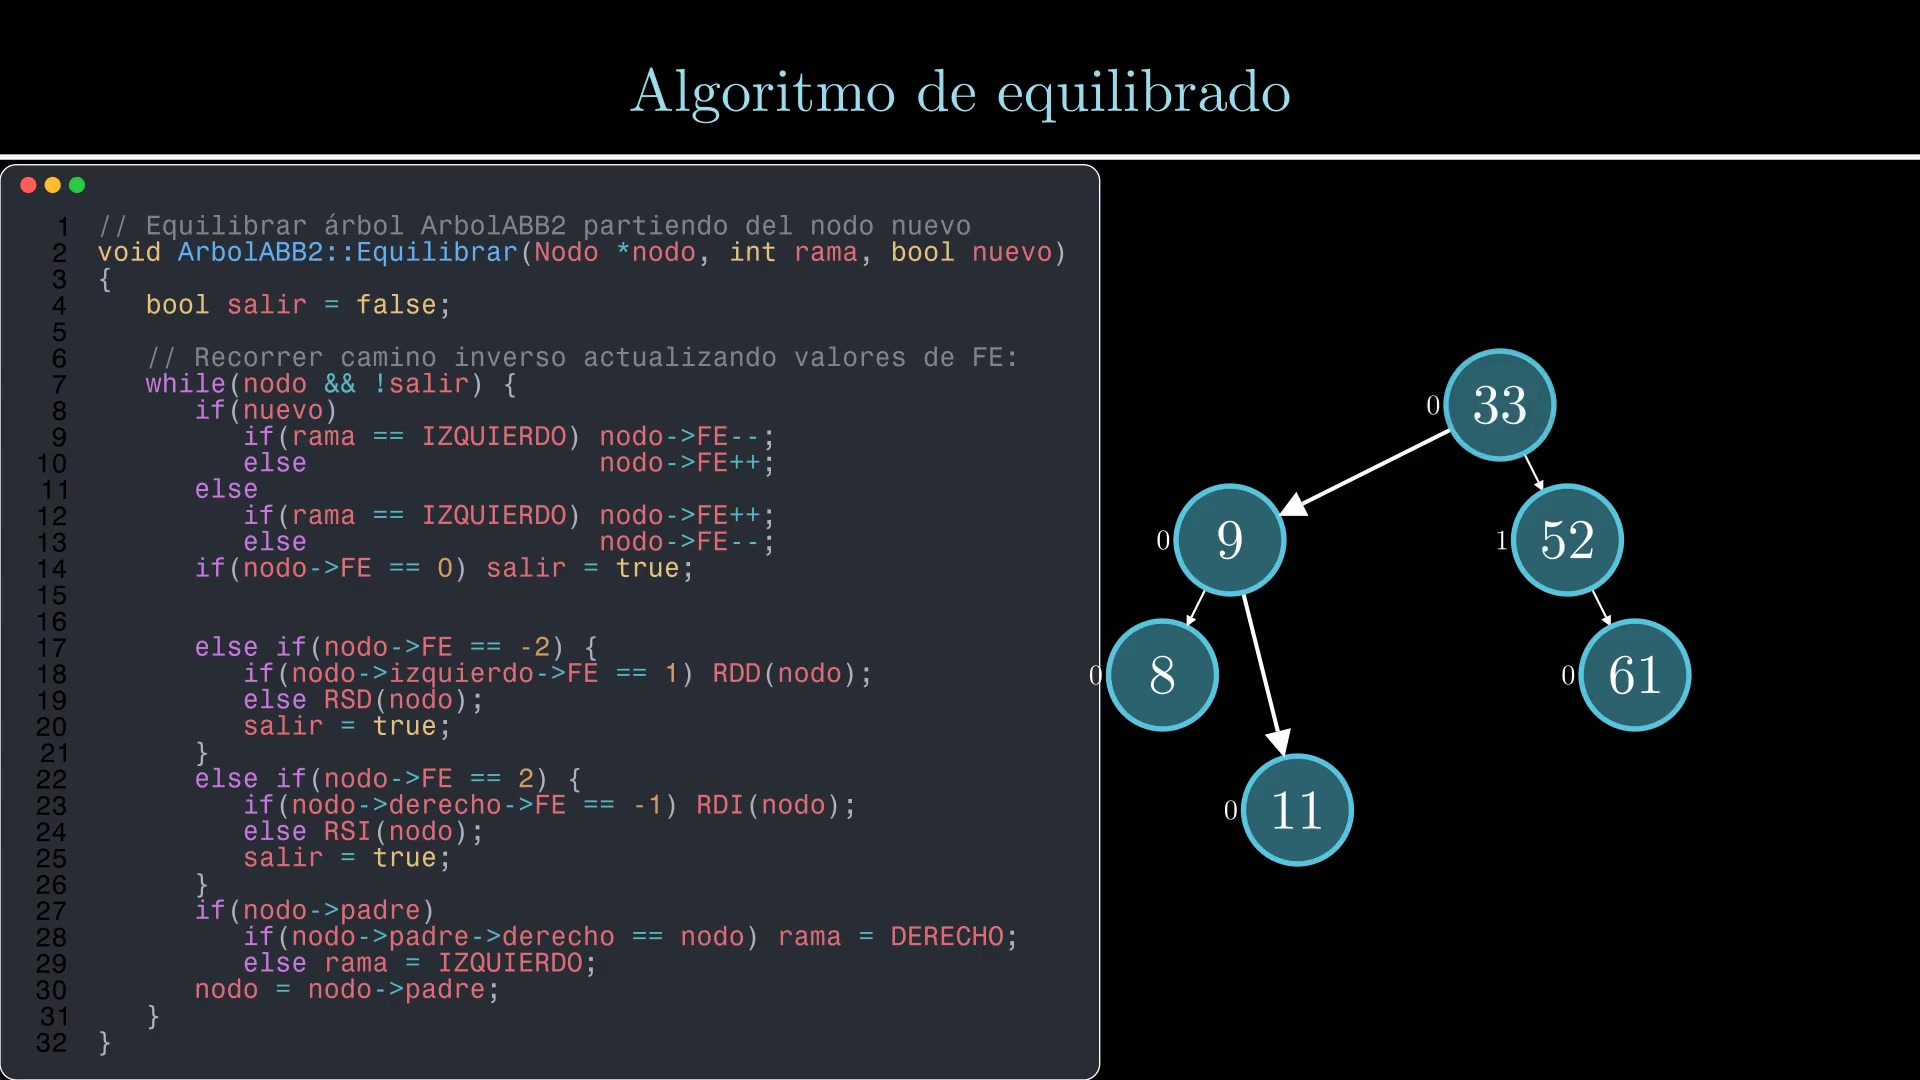 Algoritmo de equilibrado
1 // Equilibrar árbol ArbolABB2 partiendo del nodo nuevo
2 void ArbolABB2::Equilibrar(Nodo *nodo, int rama, bool nuevo)
3 {
4    bool salir = false;
5
6    // Recorrer camino inverso actualizando valores de FE:
7    while(nodo && !salir) {
8       if(nuevo)
9          if(rama == IZQUIERDO) nodo->FE--;
10          else                  nodo->FE++;
11       else
12          if(rama == IZQUIERDO) nodo->FE++;
13          else                  nodo->FE--;
14       if(nodo->FE == 0) salir = true;
15
16
17       else if(nodo->FE == -2) {
18          if(nodo->izquierdo->FE == 1) RDD(nodo);
19          else RSD(nodo);
20          salir = true;
21       }
22       else if(nodo->FE == 2) {
23          if(nodo->derecho->FE == -1) RDI(nodo);
24          else RSI(nodo);
25          salir = true;
26       }
27       if(nodo->padre)
28          if(nodo->padre->derecho == nodo) rama = DERECHO;
29          else rama = IZQUIERDO;
30       nodo = nodo->padre;
31    }
32 }
0 33
0 9 1 52
0 8 0 61
0 11